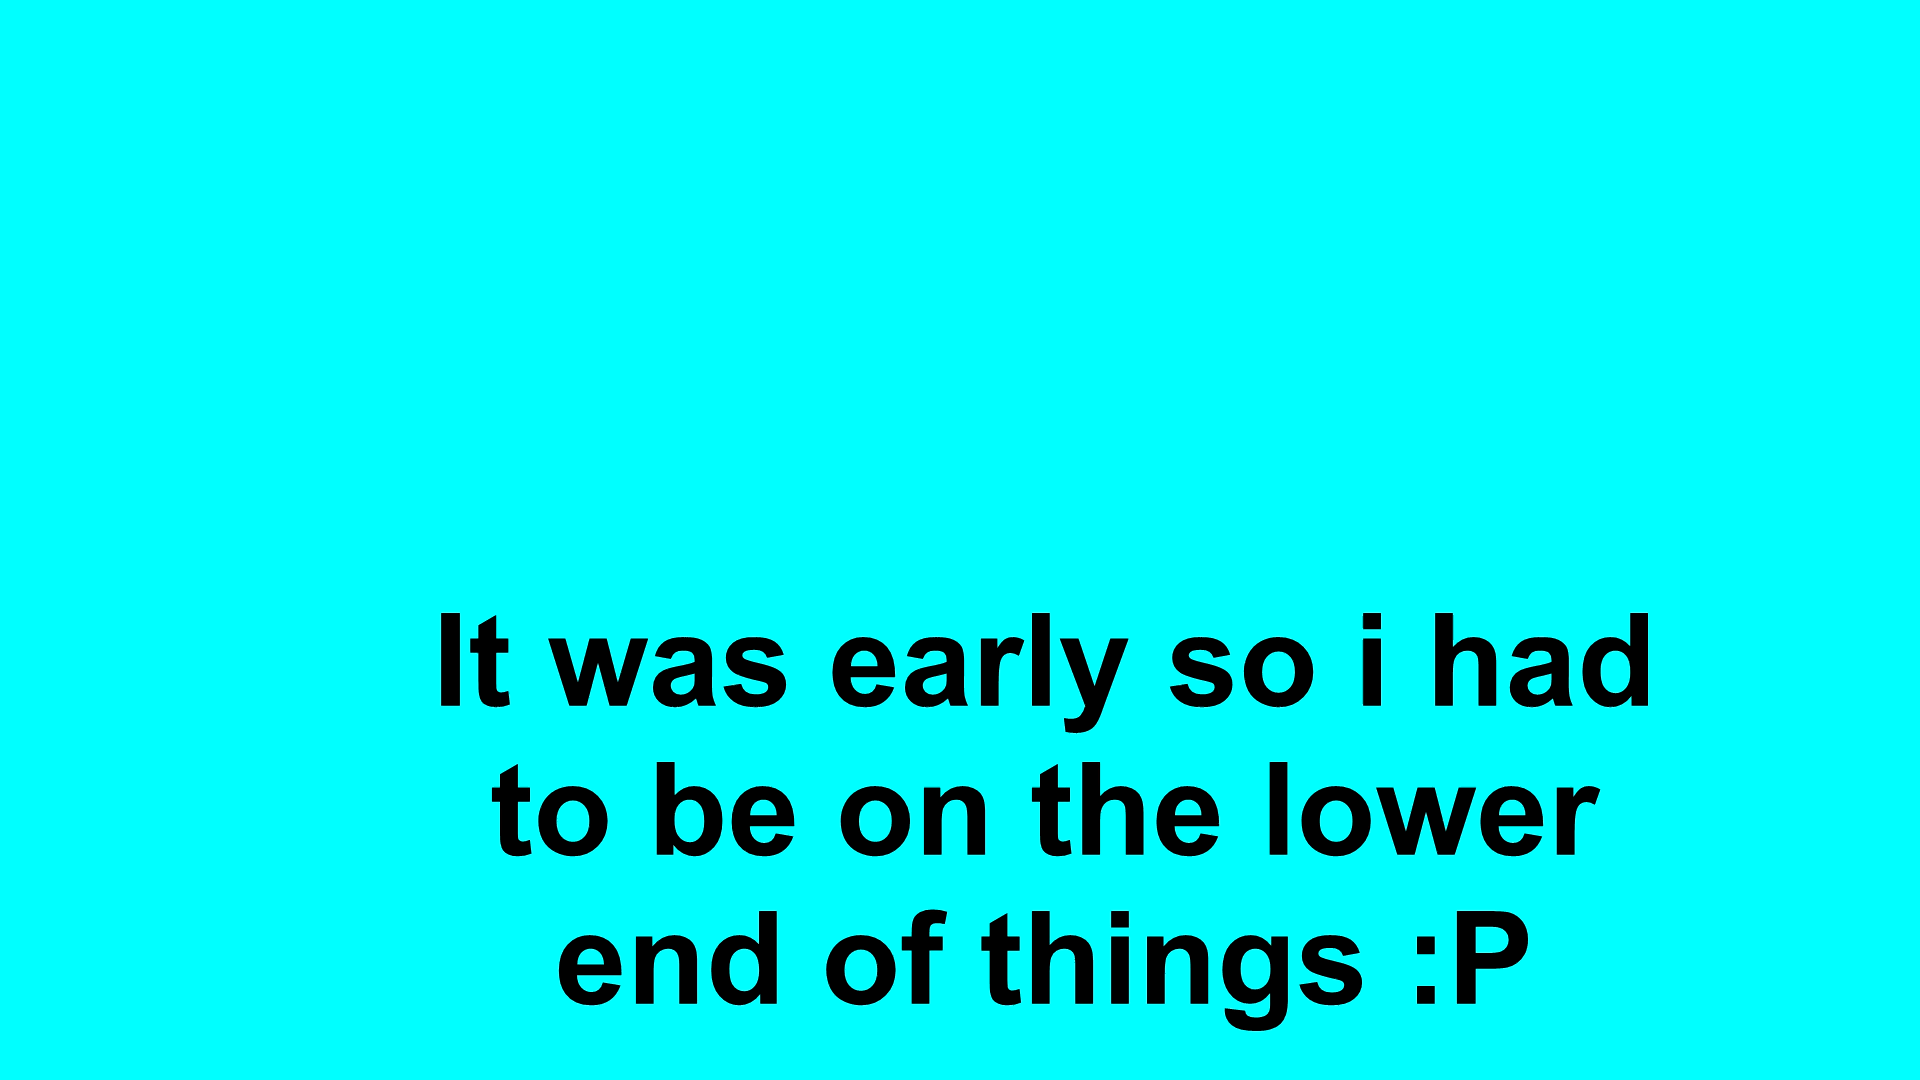 It was early so i had
to be on the lower
end of things :P